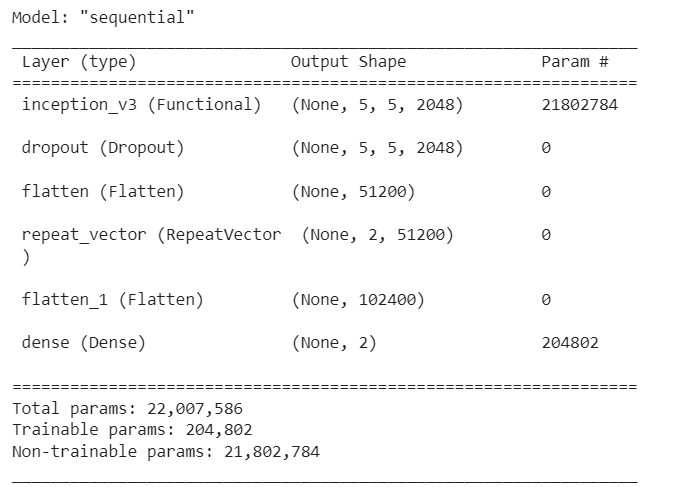 Model: "sequential"
Layer (type) Output Shape Param #
inception_v3 (Functional) (None, 5, 5, 2048) 21802784
dropout (Dropout) (None, 5, 5, 2048) 0
flatten (Flatten) (None, 51200) 0
repeat_vector (RepeatVector (None, 2, 51200) 0
)
flatten_1 (Flatten) (None, 102400) 0
dense (Dense) (None, 2) 204802
Total params: 22,007,586
Trainable params: 204,802
Non-trainable params: 21,802,784